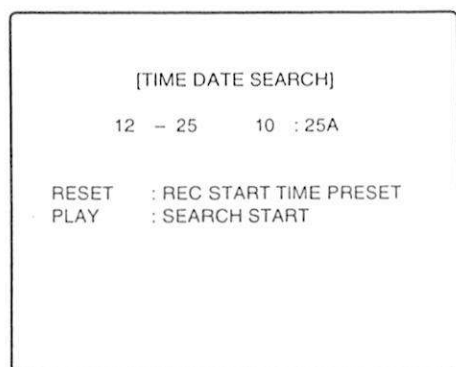 [TIME DATE SEARCH]
12 – 25 10 : 25A
RESET : REC START TIME PRESET
PLAY : SEARCH START